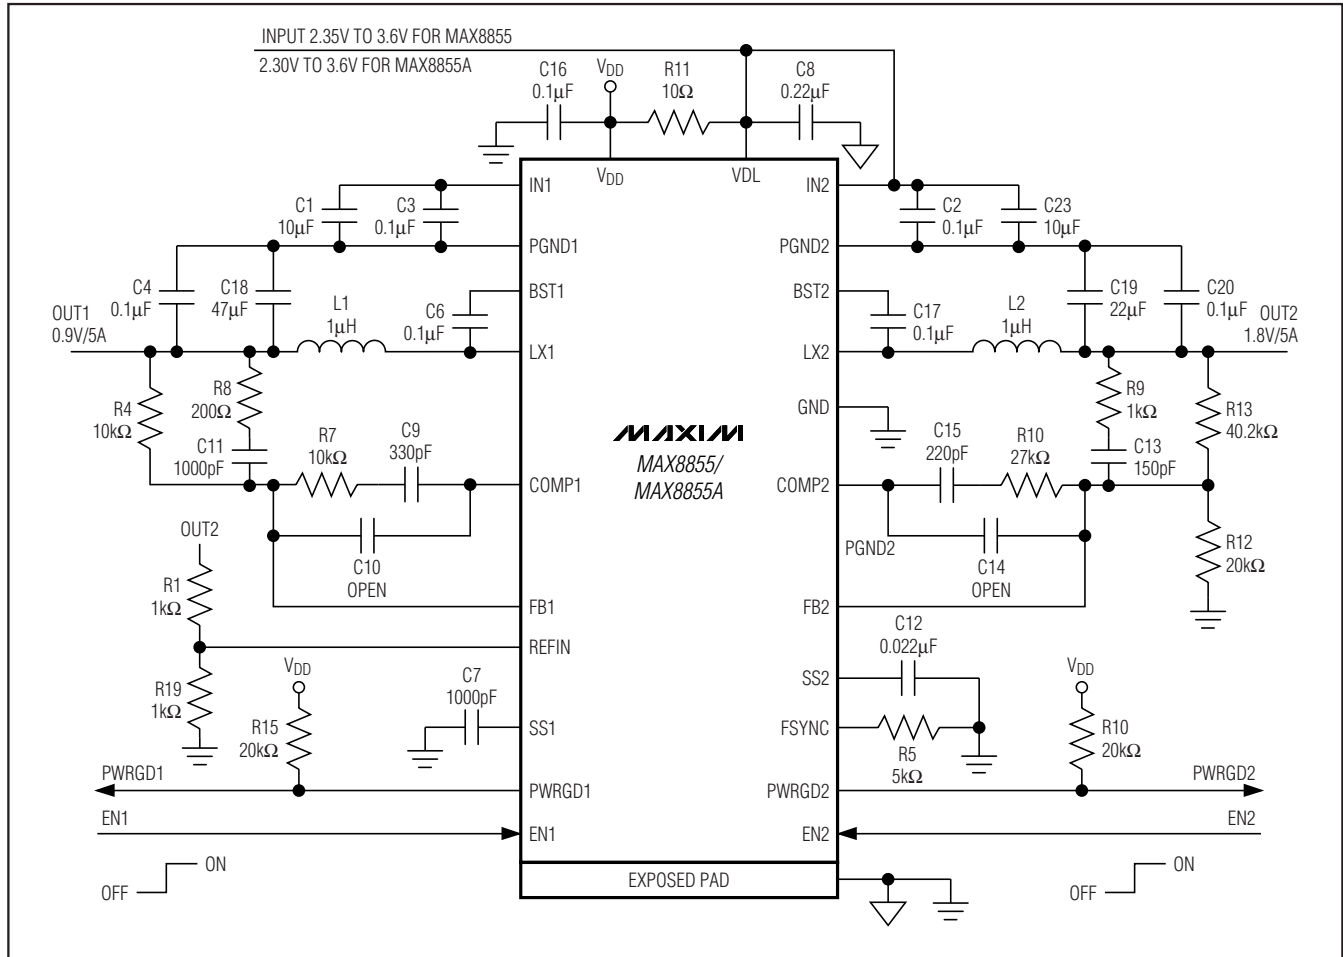 INPUT 2.35V TO 3.6V FOR MAX8855
2.30V TO 3.6V FOR MAX8855A
C16
0.1µF
VDD
R11
10Ω
C8
0.22µF
VDD
VDL
IN1
IN2
C1
10µF
C3
0.1µF
C2
0.1µF
C23
10µF
PGND1
PGND2
C4
0.1µF
C18
47µF
L1
1µH
C6
0.1µF
BST1
BST2
C17
0.1µF
L2
1µH
C19
22µF
C20
0.1µF
OUT1
0.9V/5A
OUT2
1.8V/5A
LX1
LX2
R4
10kΩ
R8
200Ω
C11
1000pF
R7
10kΩ
C9
330pF
GND
R9
1kΩ
R13
40.2kΩ
MAXIM
MAX8855/
MAX8855A
C15
220pF
R10
27kΩ
C13
150pF
COMP1
COMP2
OUT2
C10
OPEN
PGND2
C14
OPEN
R12
20kΩ
R1
1kΩ
FB1
FB2
REFIN
C12
0.022µF
R19
1kΩ
VDD
R15
20kΩ
C7
1000pF
SS1
SS2
FSYNC
R5
5kΩ
VDD
R10
20kΩ
PWRGD1
PWRGD1
PWRGD2
PWRGD2
EN1
EN1
EN2
EN2
OFF
ON
EXPOSED PAD
OFF
ON